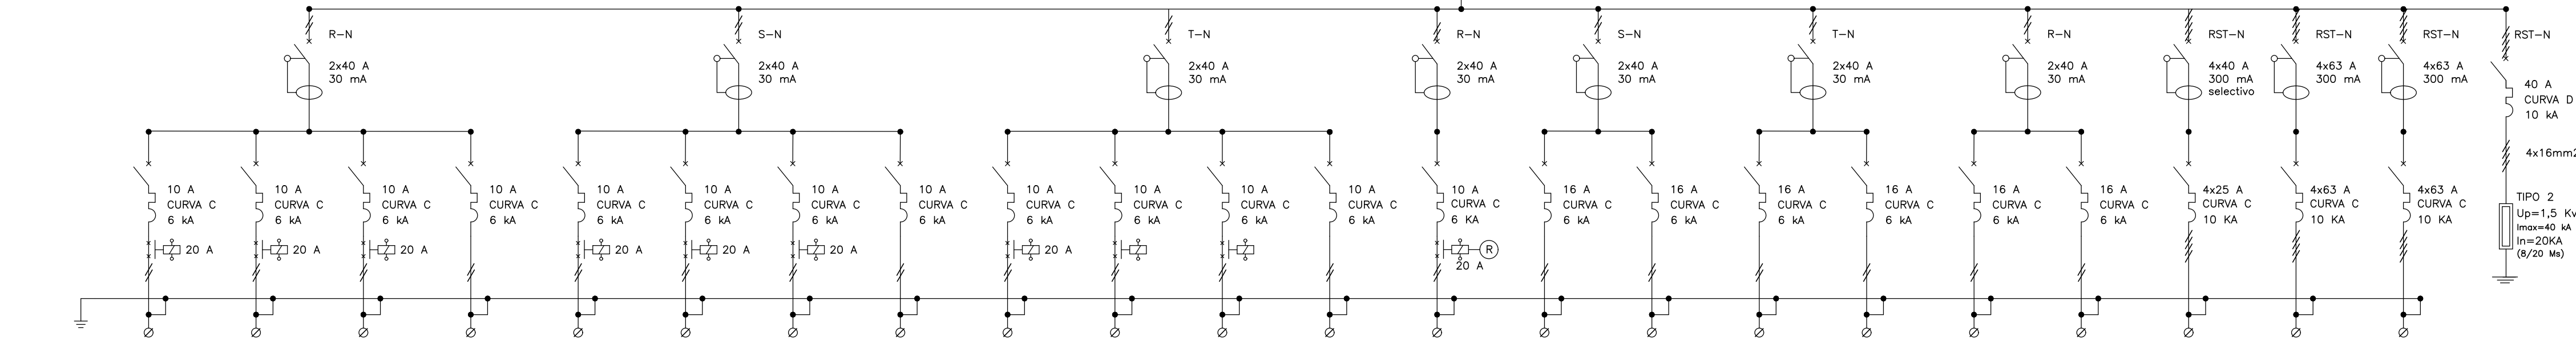 R-N
2x40 A
30 mA
S-N
2x40 A
30 mA
T-N
2x40 A
30 mA
R-N
2x40 A
30 mA
S-N
2x40 A
30 mA
T-N
2x40 A
30 mA
R-N
2x40 A
30 mA
RST-N
4x40 A
300 mA
selectivo
RST-N
4x63 A
300 mA
RST-N
4x63 A
300 mA
RST-N
40 A
CURVA D
10 kA
4x16mm2
10 A
CURVA C
6 kA
20 A
10 A
CURVA C
6 kA
20 A
10 A
CURVA C
6 kA
20 A
10 A
CURVA C
6 kA
10 A
CURVA C
6 kA
20 A
10 A
CURVA C
6 kA
20 A
10 A
CURVA C
6 kA
20 A
10 A
CURVA C
6 kA
10 A
CURVA C
6 kA
20 A
10 A
CURVA C
6 kA
10 A
CURVA C
6 kA
10 A
CURVA C
6 kA
10 A
CURVA C
6 KA
R
20 A
16 A
CURVA C
6 kA
16 A
CURVA C
6 kA
16 A
CURVA C
6 kA
16 A
CURVA C
6 kA
16 A
CURVA C
6 kA
16 A
CURVA C
6 kA
4x25 A
CURVA C
10 KA
4x63 A
CURVA C
10 KA
4x63 A
CURVA C
10 KA
TIPO 2
Up=1,5 Kv
Imax=40 kA
In=20KA
(8/20 Ms)